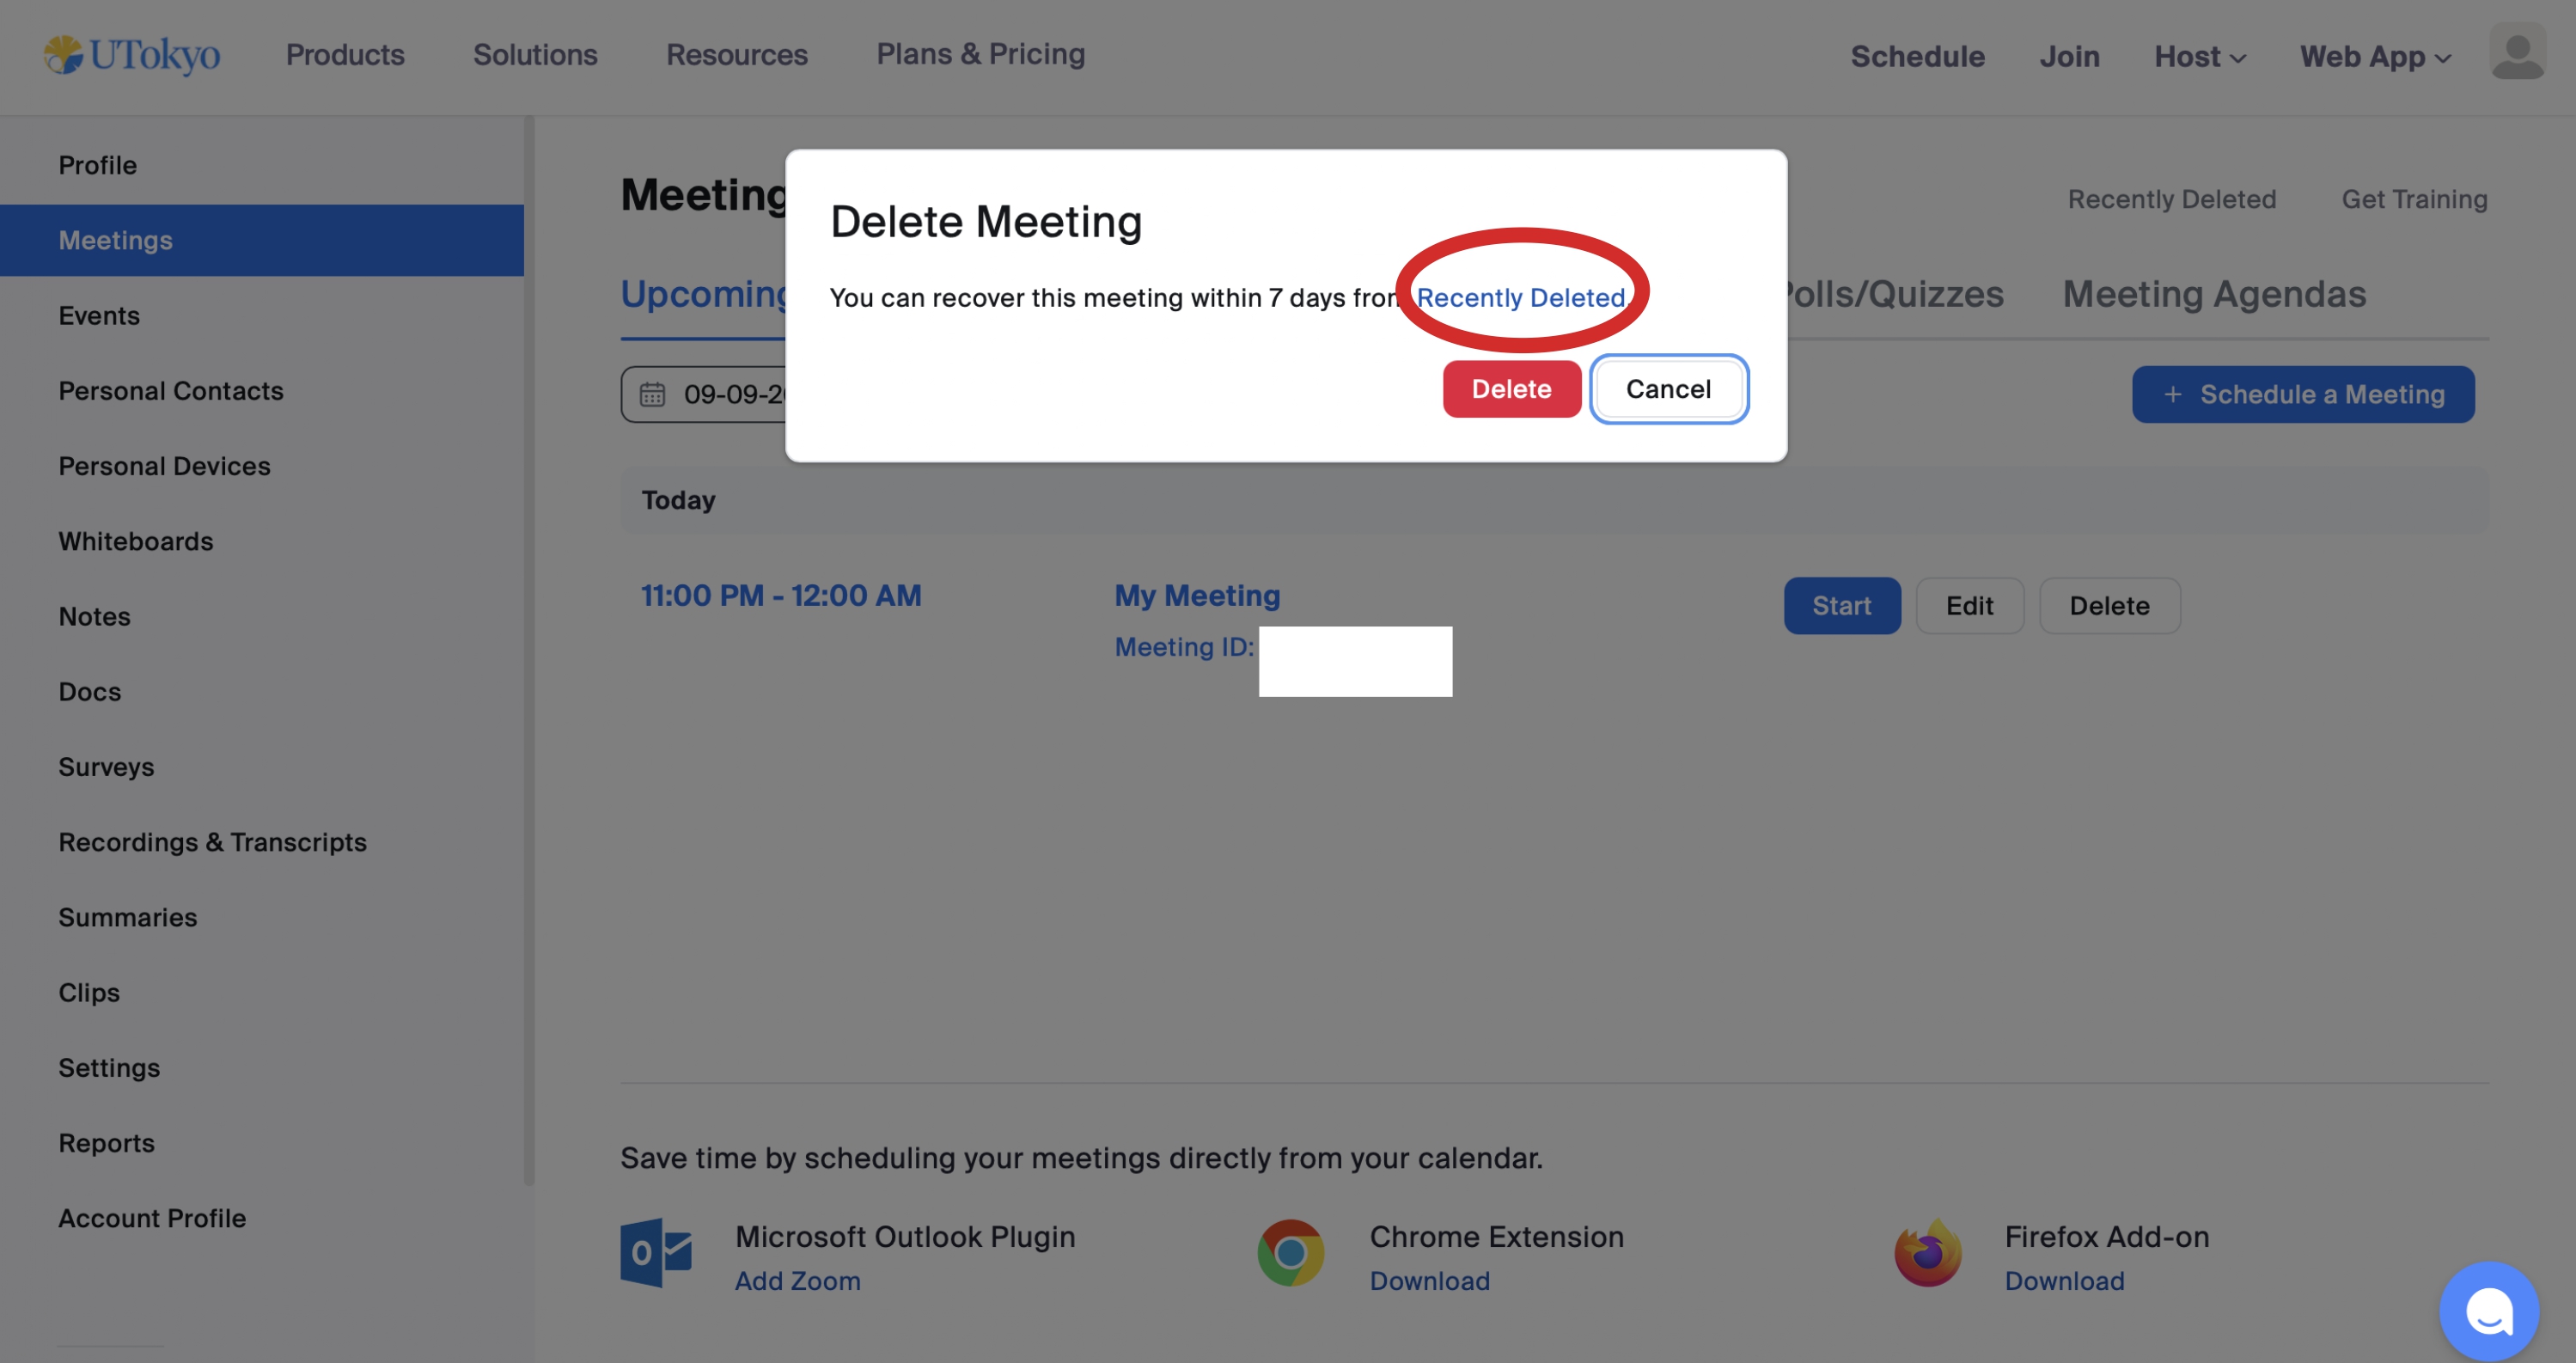 UTokyo Products Solutions Resources Plans & Pricing Schedule Join Host Web App
Profile
Meetings
Events
Personal Contacts
Personal Devices
Whiteboards
Notes
Docs
Surveys
Recordings & Transcripts
Summaries
Clips
Settings
Reports
Account Profile
Meeting
Recently Deleted Get Training
Delete Meeting
You can recover this meeting within 7 days from Recently Deleted.
Delete Cancel
Upcoming
Polls/Quizzes Meeting Agendas
09-09-2
+ Schedule a Meeting
Today
11:00 PM - 12:00 AM
My Meeting
Meeting ID:
Start Edit Delete
Save time by scheduling your meetings directly from your calendar.
Microsoft Outlook Plugin
Add Zoom
Chrome Extension
Download
Firefox Add-on
Download